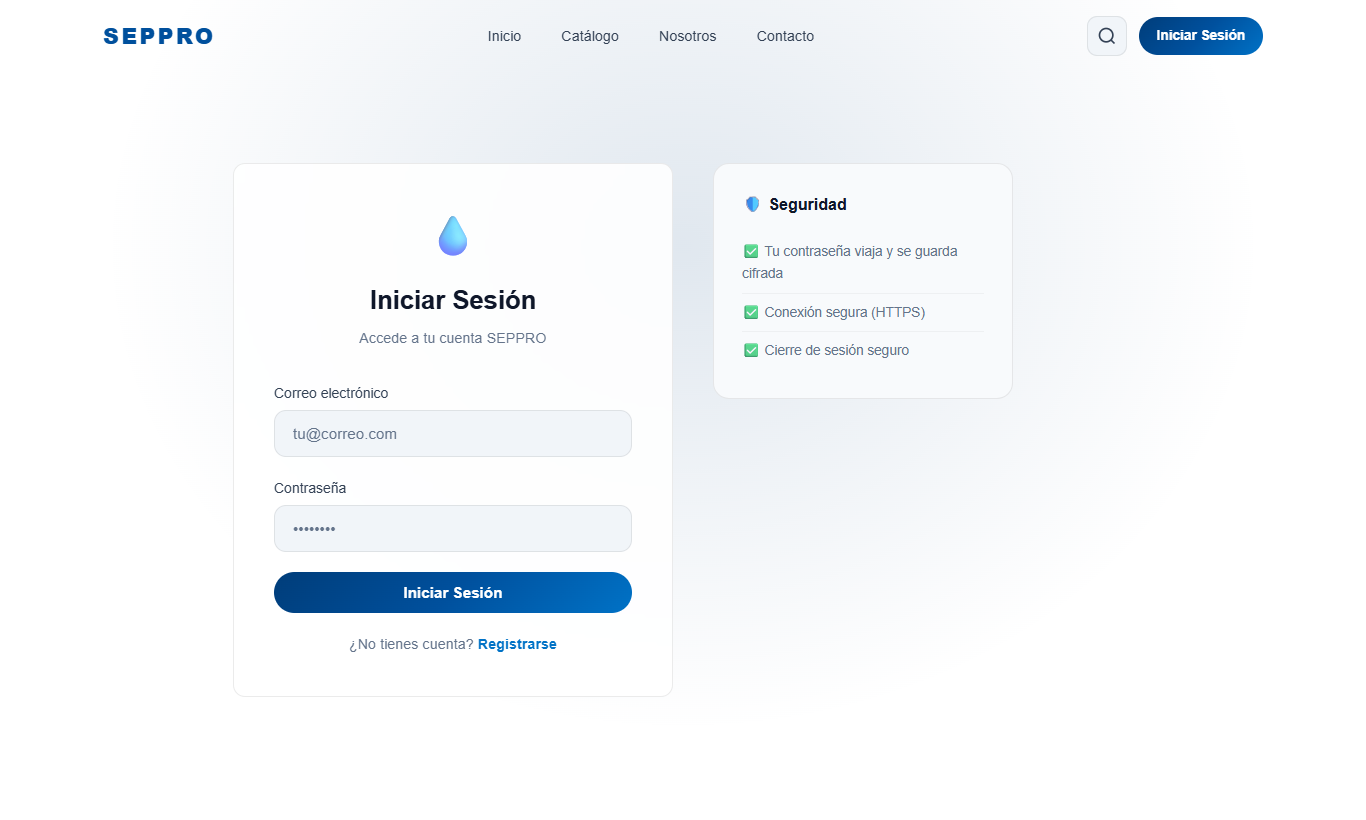 SEPPRO
Inicio
Catálogo
Nosotros
Contacto
Iniciar Sesión
Iniciar Sesión
Accede a tu cuenta SEPPRO
Correo electrónico
tu@correo.com
Contraseña
••••••••
Iniciar Sesión
¿No tienes cuenta? Registrarse
Seguridad
✅ Tu contraseña viaja y se guarda
cifrada
✅ Conexión segura (HTTPS)
✅ Cierre de sesión seguro